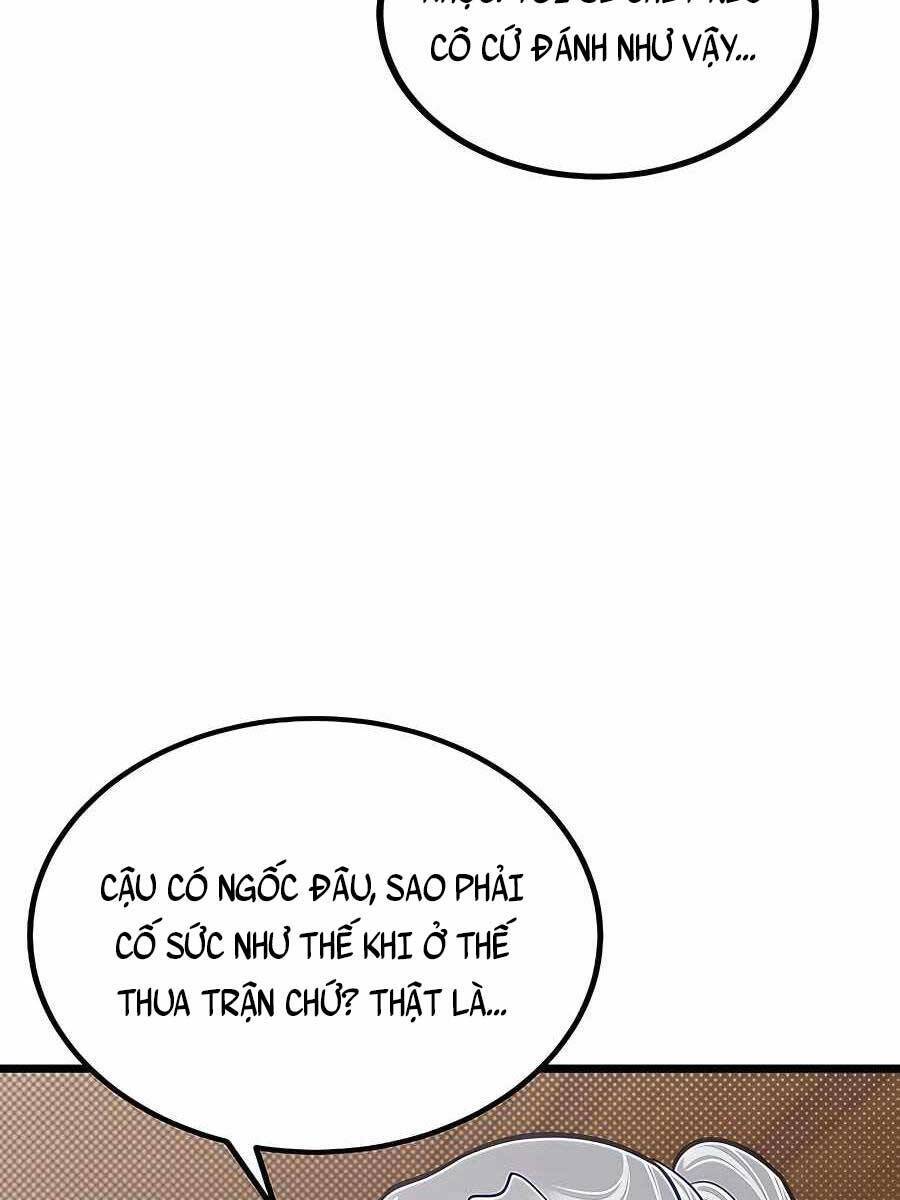 CÔ CỨ ĐÁNH NHƯ VẬY...
CẬU CÓ NGỐC ĐÂU, SAO PHẢI
CỐ SỨC NHƯ THẾ KHI Ở THẾ
THUA TRẬN CHỨ? THẬT LÀ...